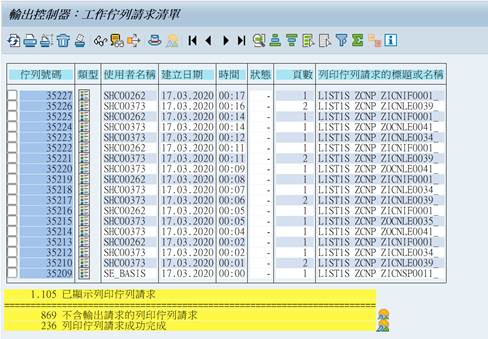 輸出控制器：工作佇列請求清單
佇列號碼 類型 使用者名稱 建立日期 時間 狀態 頁數 列印佇列請求的標題或名稱
35227 SHC00262 17.03.2020 00:17 - 1 LIST1S ZCNP ZICNIF0001_
35226 SHC00373 17.03.2020 00:16 - 2 LIST1S ZCNP ZICNLE0039_
35225 SHC00262 17.03.2020 00:14 - 1 LIST1S ZCNP ZICNIF0001_
35224 SHC00373 17.03.2020 00:14 - 1 LIST1S ZCNP ZOCNLE0041_
35223 SHC00373 17.03.2020 00:12 - 1 LIST1S ZCNP ZICNLE0034_
35222 SHC00262 17.03.2020 00:11 - 1 LIST1S ZCNP ZICNIF0001_
35221 SHC00373 17.03.2020 00:11 - 2 LIST1S ZCNP ZICNLE0039_
35220 SHC00373 17.03.2020 00:09 - 1 LIST1S ZCNP ZOCNLE0041_
35219 SHC00262 17.03.2020 00:08 - 1 LIST1S ZCNP ZICNIF0001_
35218 SHC00373 17.03.2020 00:07 - 1 LIST1S ZCNP ZICNLE0034_
35217 SHC00373 17.03.2020 00:06 - 2 LIST1S ZCNP ZICNLE0039_
35216 SHC00262 17.03.2020 00:05 - 1 LIST1S ZCNP ZICNIF0001_
35215 SHC00373 17.03.2020 00:05 - 1 LIST1S ZCNP ZOCNLE0035_
35214 SHC00373 17.03.2020 00:04 - 1 LIST1S ZCNP ZOCNLE0041_
35213 SHC00262 17.03.2020 00:02 - 1 LIST1S ZCNP ZICNIF0001_
35212 SHC00373 17.03.2020 00:02 - 1 LIST1S ZCNP ZICNLE0034_
35210 SHC00373 17.03.2020 00:01 - 2 LIST1S ZCNP ZICNLE0039_
35209 SE_BASIS 17.03.2020 00:00 - 1 LIST1S ZCNP ZICNSP0011_
1.105 已顯示列印佇列請求
869 不含輸出請求的列印佇列請求
236 列印佇列請求成功完成